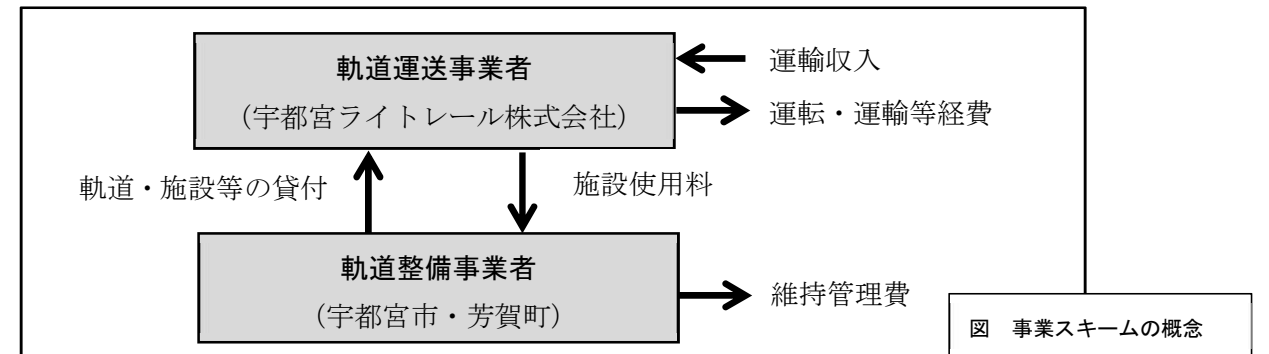 軌道運送事業者
(宇都宮ライトレール株式会社)
運輸収入
運転・運輸等経費
軌道・施設等の貸付
施設使用料
軌道整備事業者
(宇都宮市・芳賀町)
維持管理費
図　事業スキームの概念